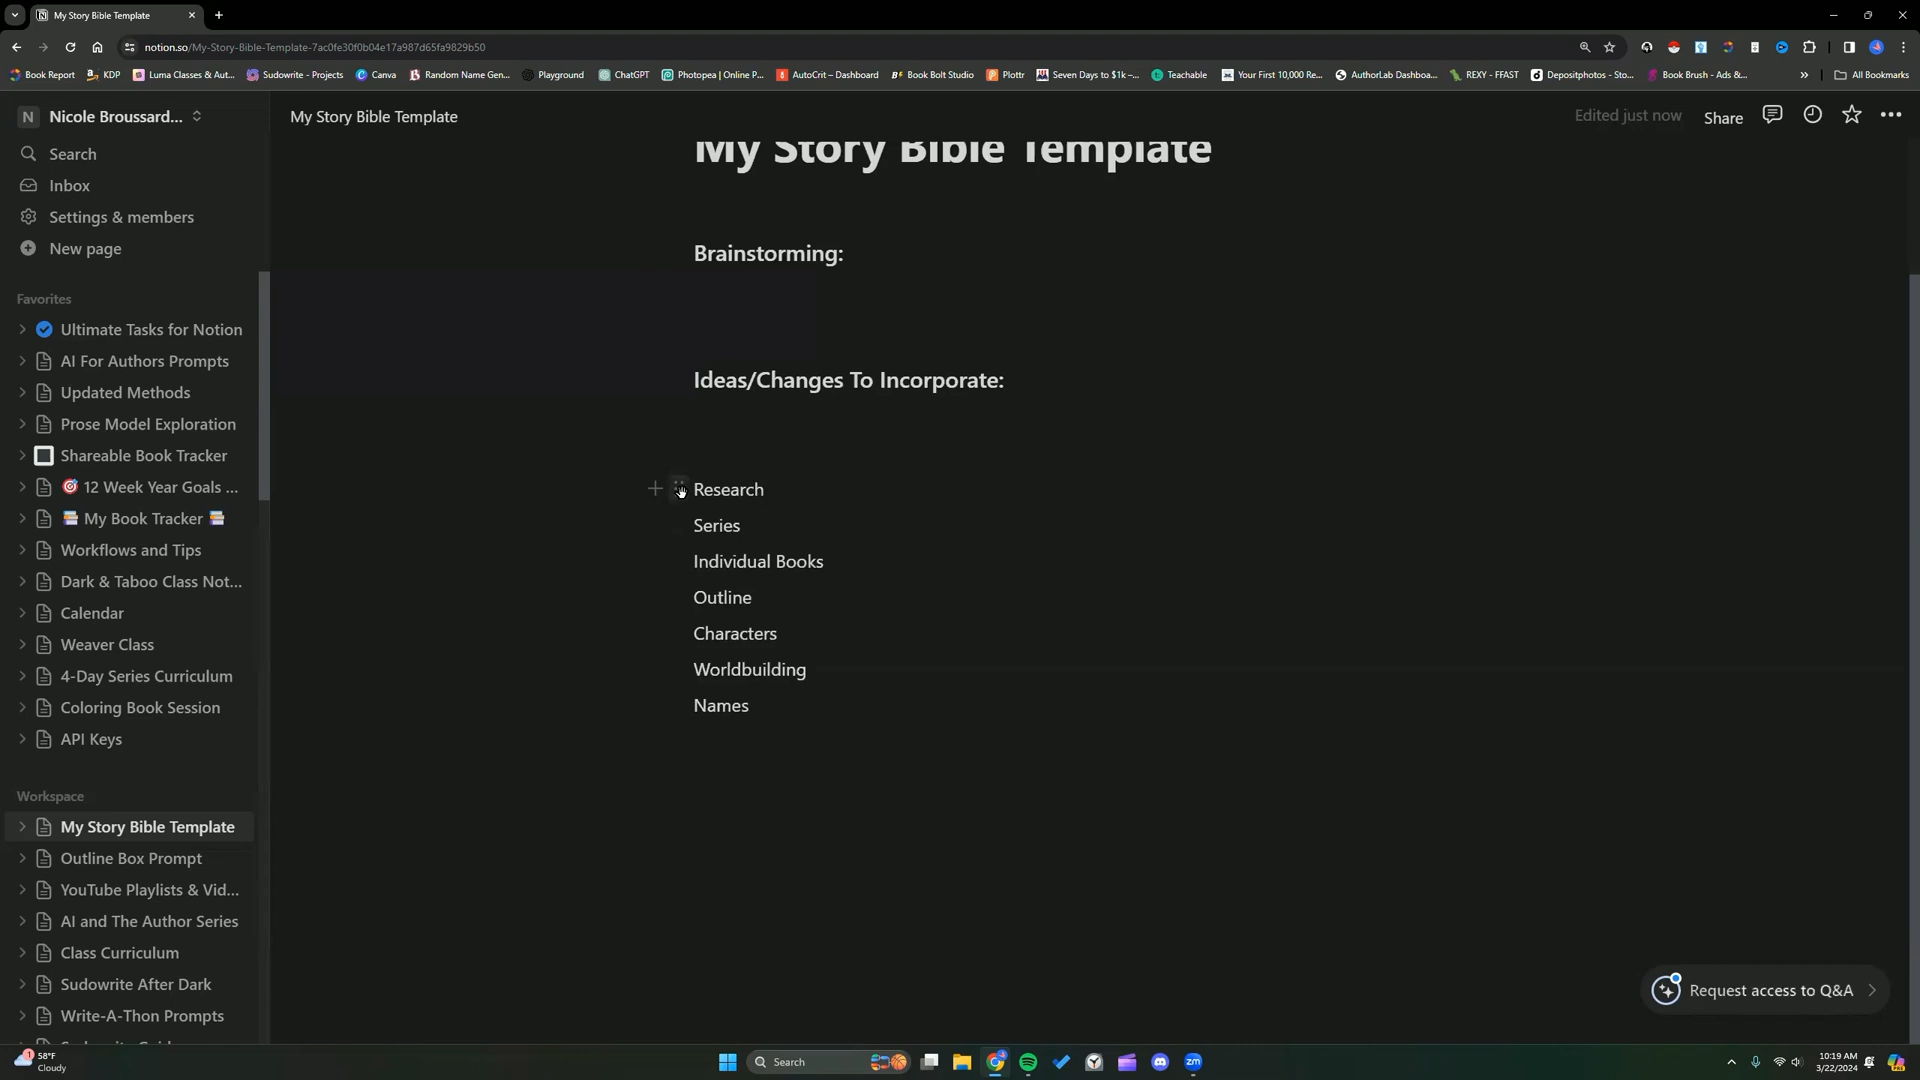 My Story Bible Template
notion.so/My-Story-Bible-Template-7ac0fe30f0b04e17a987d65fa9829b50
Book Report
KDP
Luma Classes & Aut...
Sudowrite - Projects
Canva
Random Name Gen...
Playground
ChatGPT
Photopea | Online P...
AutoCrit – Dashboard
Book Bolt Studio
Plottr
Seven Days to $1k –...
Teachable
Your First 10,000 Re...
AuthorLab Dashboa...
REXY - FFAST
Depositphotos - Sto...
Book Brush - Ads &...
All Bookmarks
N Nicole Broussard...
My Story Bible Template
Edited just now
Share
Search
Inbox
Settings & members
New page
Favorites
Ultimate Tasks for Notion
AI For Authors Prompts
Updated Methods
Prose Model Exploration
Shareable Book Tracker
12 Week Year Goals ...
My Book Tracker
Workflows and Tips
Dark & Taboo Class Not...
Calendar
Weaver Class
4-Day Series Curriculum
Coloring Book Session
API Keys
Workspace
My Story Bible Template
Outline Box Prompt
YouTube Playlists & Vid...
AI and The Author Series
Class Curriculum
Sudowrite After Dark
Write-A-Thon Prompts
My Story Bible Template
Brainstorming:
Ideas/Changes To Incorporate:
Research
Series
Individual Books
Outline
Characters
Worldbuilding
Names
Request access to Q&A
1
58°F
Cloudy
Search
zm
10:19 AM
3/22/2024